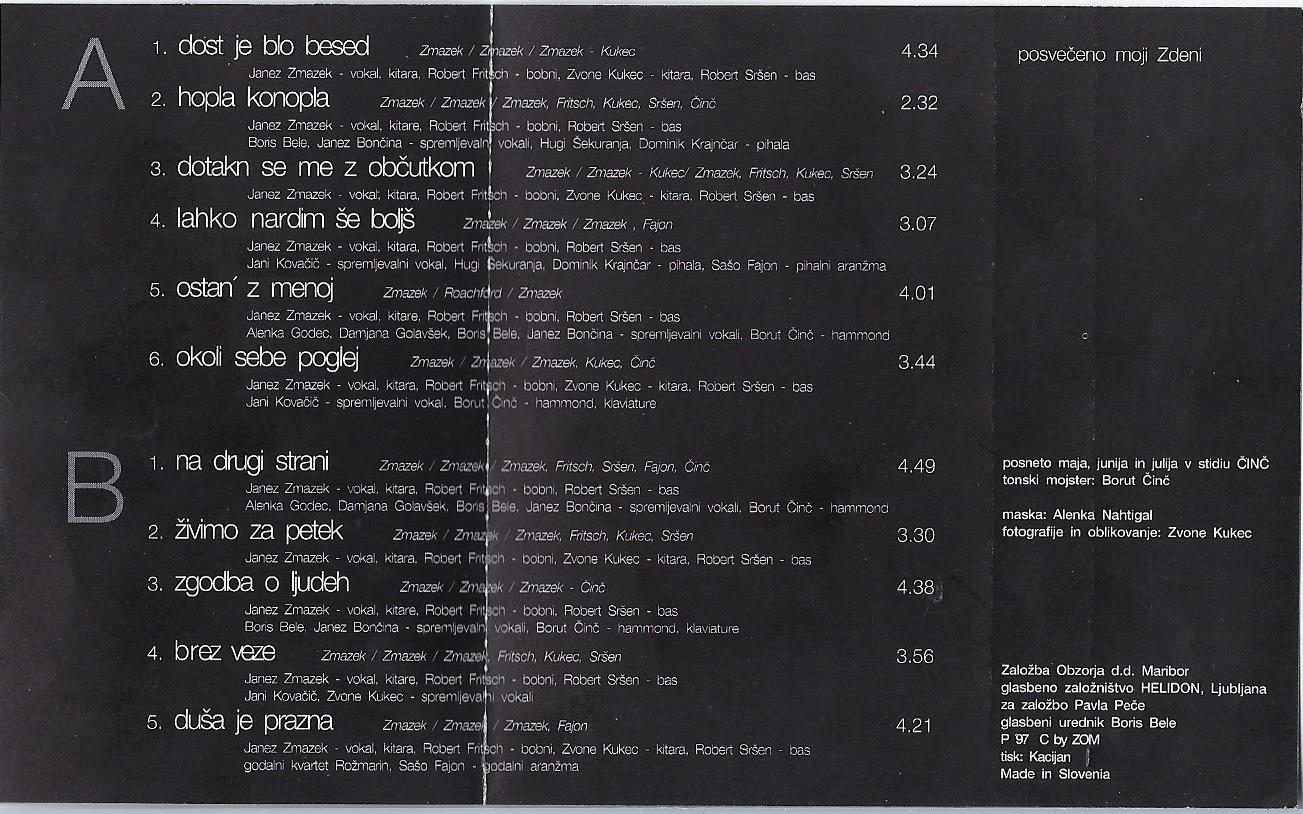 A
1. dost je blo besed Zmazek / Zmazek / Zmazek - Kukec 4.34
Janez Zmazek - vokal, kitara, Robert Fritsch - bobni, Zvone Kukec - kitara, Robert Sršen - bas
2. hopla konopla Zmazek / Zmazek / Zmazek, Fritsch, Kukec, Sršen, Činč 2.32
Janez Zmazek - vokal, kitare, Robert Fritsch - bobni, Robert Sršen - bas
Boris Bele, Janez Bončina - spremljevalni vokali, Hugi Šekuranja, Dominik Krajnčar - pihala
3. dotakn se me z občutkom Zmazek / Zmazek - Kukec/ Zmazek, Fritsch, Kukec, Sršen 3.24
Janez Zmazek - vokal, kitara, Robert Fritsch - bobni, Zvone Kukec - kitara, Robert Sršen - bas
4. lahko nardim še boljš Zmazek / Zmazek / Zmazek , Fajon 3.07
Janez Zmazek - vokal, kitara, Robert Fritsch - bobni, Robert Sršen - bas
Jani Kovačič - spremljevalni vokal, Hugi Šekuranja, Dominik Krajnčar - pihala, Sašo Fajon - pihalni aranžma
5. ostan´ z menoj Zmazek / Roachford / Zmazek 4.01
Janez Zmazek - vokal, kitare, Robert Fritsch - bobni, Robert Sršen - bas
Alenka Godec, Damjana Golavšek, Boris Bele, Janez Bončina - spremljevalni vokali, Borut Činč - hammond
6. okoli sebe poglej Zmazek / Zmazek / Zmazek, Kukec, Činč 3.44
Janez Zmazek - vokal, kitara, Robert Fritsch - bobni, Zvone Kukec - kitara, Robert Sršen - bas
Jani Kovačič - spremljevalni vokal, Borut Činč - hammond, klaviature
B
1. na drugi strani Zmazek / Zmazek / Zmazek, Fritsch, Sršen, Fajon, Činč 4.49
Janez Zmazek - vokal, kitara, Robert Fritsch - bobni, Robert Sršen - bas
Alenka Godec, Damjana Golavšek, Boris Bele, Janez Bončina - spremljevalni vokali, Borut Činč - hammond
2. živimo za petek Zmazek / Zmazek / Zmazek, Fritsch, Kukec, Sršen 3.30
Janez Zmazek - vokal, kitara, Robert Fritsch - bobni, Zvone Kukec - kitara, Robert Sršen - bas
3. zgodba o ljudeh Zmazek / Zmazek / Zmazek - Činč 4.38
Janez Zmazek - vokal, kitare, Robert Fritsch - bobni, Robert Sršen - bas
Boris Bele, Janez Bončina - spremljevalni vokali, Borut Činč - hammond, klaviature
4. brez veze Zmazek / Zmazek / Zmazek, Fritsch, Kukec, Sršen 3.56
Janez Zmazek - vokal, kitare, Robert Fritsch - bobni, Robert Sršen - bas
Jani Kovačič, Zvone Kukec - spremljevalni vokali
5. duša je prazna Zmazek / Zmazek / Zmazek, Fajon 4.21
Janez Zmazek - vokal, kitara, Robert Fritsch - bobni, Zvone Kukec - kitara, Robert Sršen - bas
godalni kvartet Rožmarin, Sašo Fajon - godalni aranžma
posvečeno moji Zdeni
posneto maja, junija in julija v stidiu ČINČ
tonski mojster: Borut Činč
maska: Alenka Nahtigal
fotografije in oblikovanje: Zvone Kukec
Založba Obzorja d.d. Maribor
glasbeno založništvo HELIDON, Ljubljana
za založbo Pavla Peče
glasbeni urednik Boris Bele
P '97 C by ZOM
tisk: Kacijan
Made in Slovenia